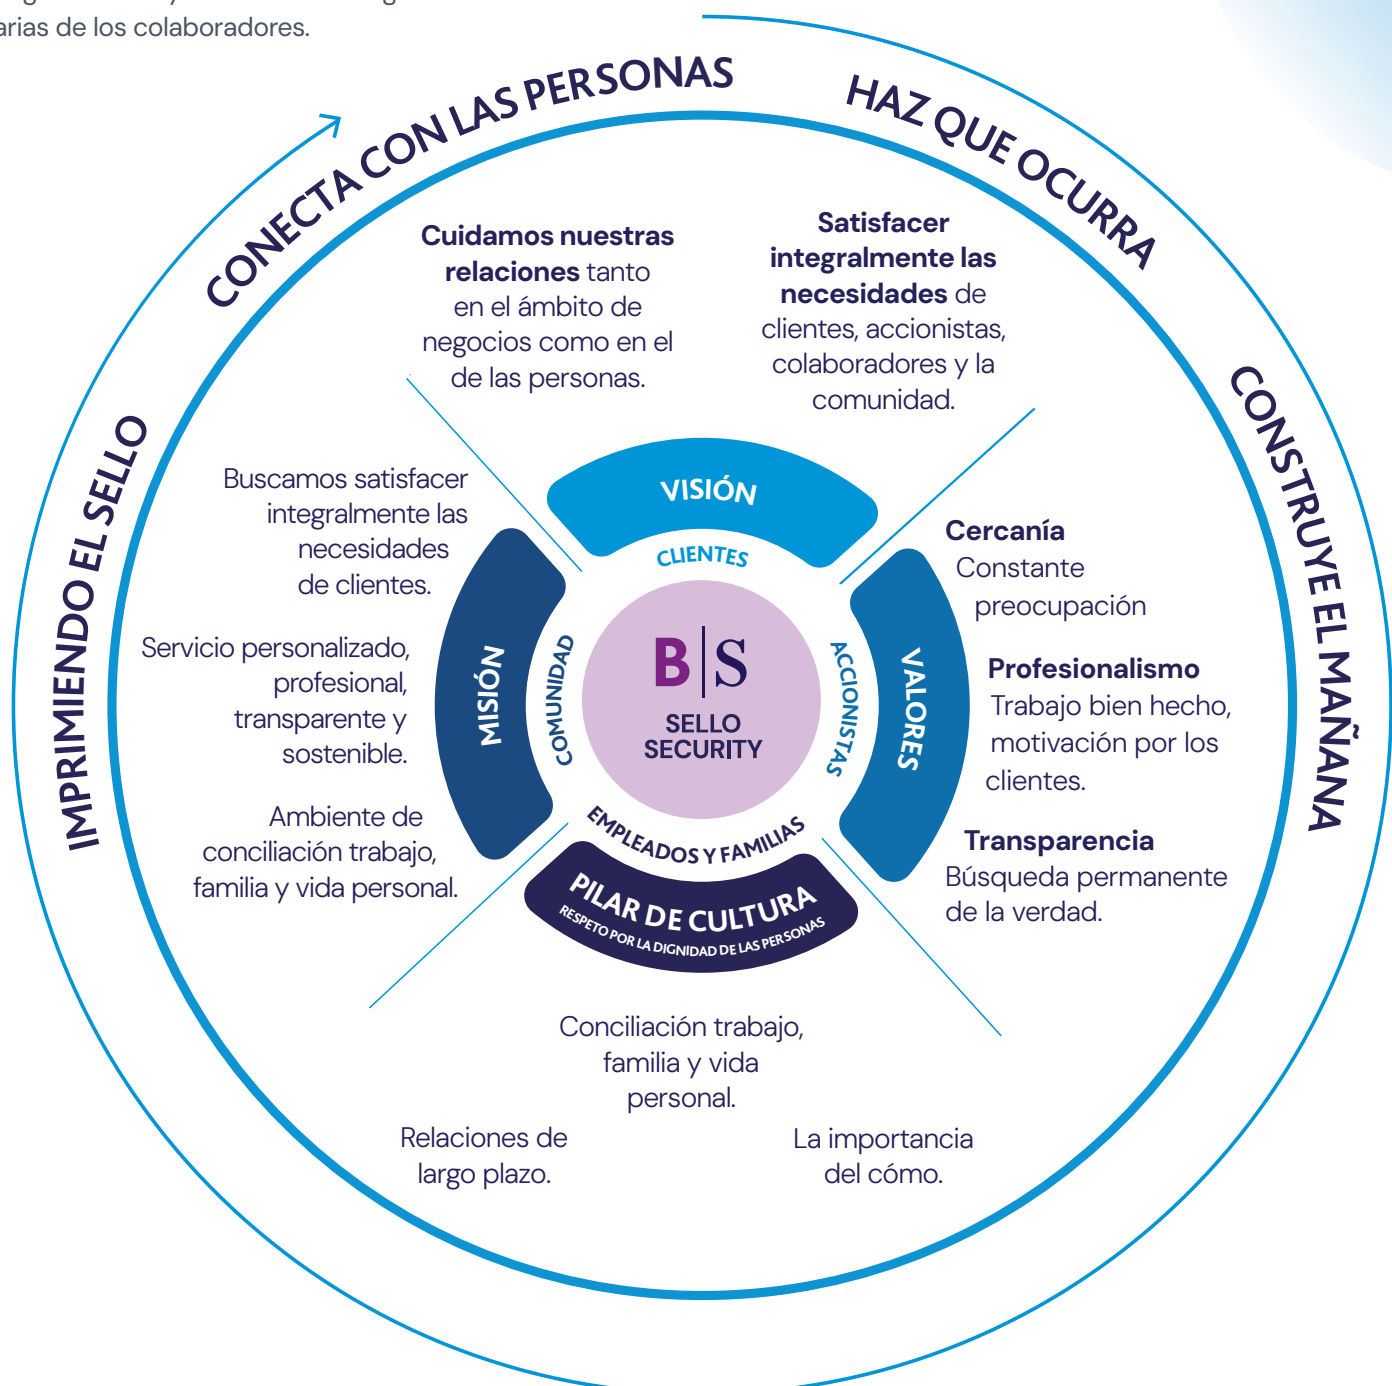 arias de los colaboradores.
CONECTA CON LAS PERSONAS
HAZ QUE OCURRA
CONSTRUYE EL MAÑANA
IMPRIMIENDO EL SELLO
Cuidamos nuestras
relaciones tanto
en el ámbito de
negocios como en el
de las personas.
Satisfacer
integralmente las
necesidades de
clientes, accionistas,
colaboradores y la
comunidad.
VISIÓN
CLIENTES
Buscamos satisfacer
integralmente las
necesidades
de clientes.
Servicio personalizado,
profesional,
transparente y
sostenible.
Ambiente de
conciliación trabajo,
familia y vida personal.
MISIÓN
COMUNIDAD
B|S
SELLO
SECURITY
ACCIONISTAS
VALORES
Cercanía
Constante
preocupación
Profesionalismo
Trabajo bien hecho,
motivación por los
clientes.
Transparencia
Búsqueda permanente
de la verdad.
EMPLEADOS Y FAMILIAS
PILAR DE CULTURA
RESPETO POR LA DIGNIDAD DE LAS PERSONAS
Conciliación trabajo,
familia y vida
personal.
Relaciones de
largo plazo.
La importancia
del cómo.